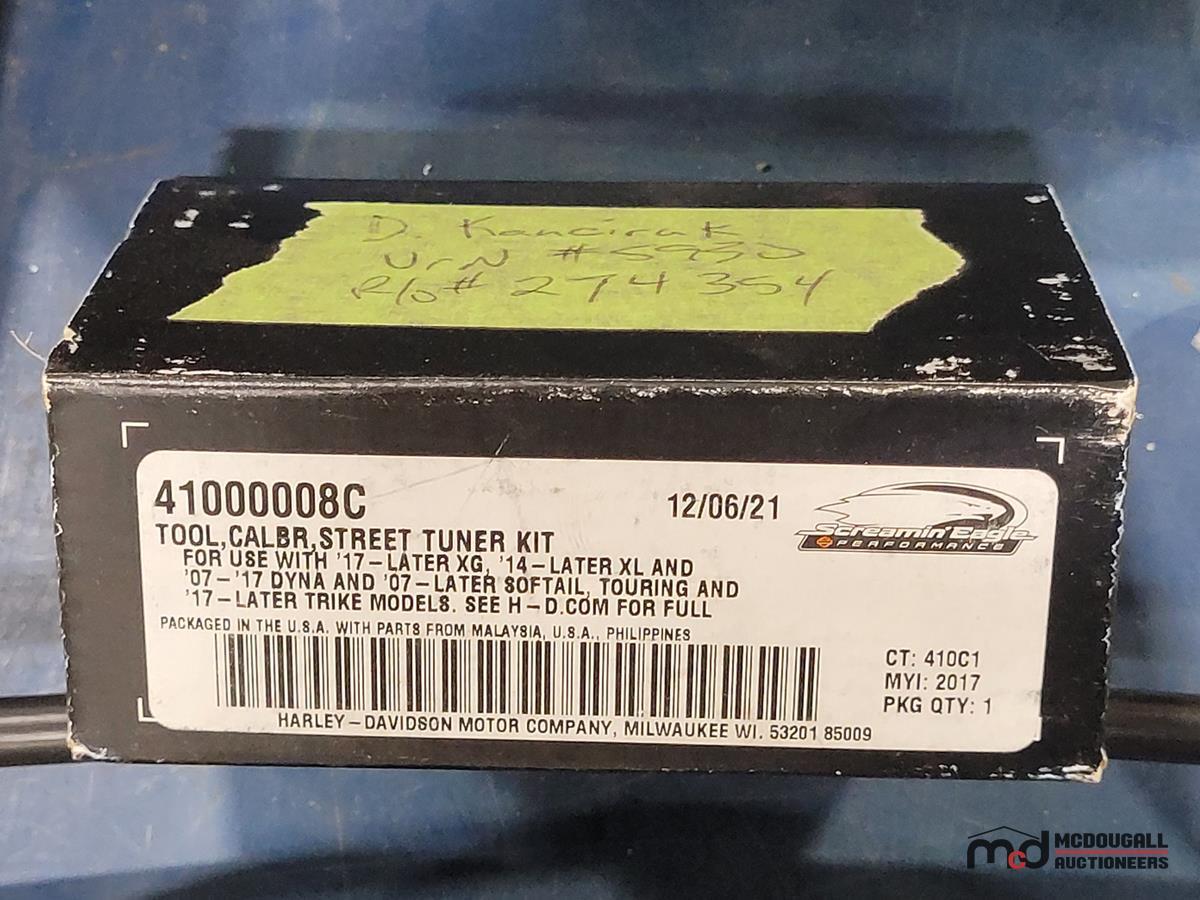 D. Kanciruk
VIN #5930
R/o# 274354
41000008C
12/06/21
TOOL,CALBR,STREET TUNER KIT
FOR USE WITH '17-LATER XG, '14-LATER XL AND
'07-'17 DYNA AND '07-LATER SOFTAIL, TOURING AND
'17-LATER TRIKE MODELS. SEE H-D.COM FOR FULL
PACKAGED IN THE U.S.A. WITH PARTS FROM MALAYSIA, U.S.A., PHILIPPINES
Screamin' Eagle
PERFORMANCE
CT: 410C1
MYI: 2017
PKG QTY: 1
HARLEY-DAVIDSON MOTOR COMPANY, MILWAUKEE WI. 53201 85009
mcd MCDOUGALL
AUCTIONEERS